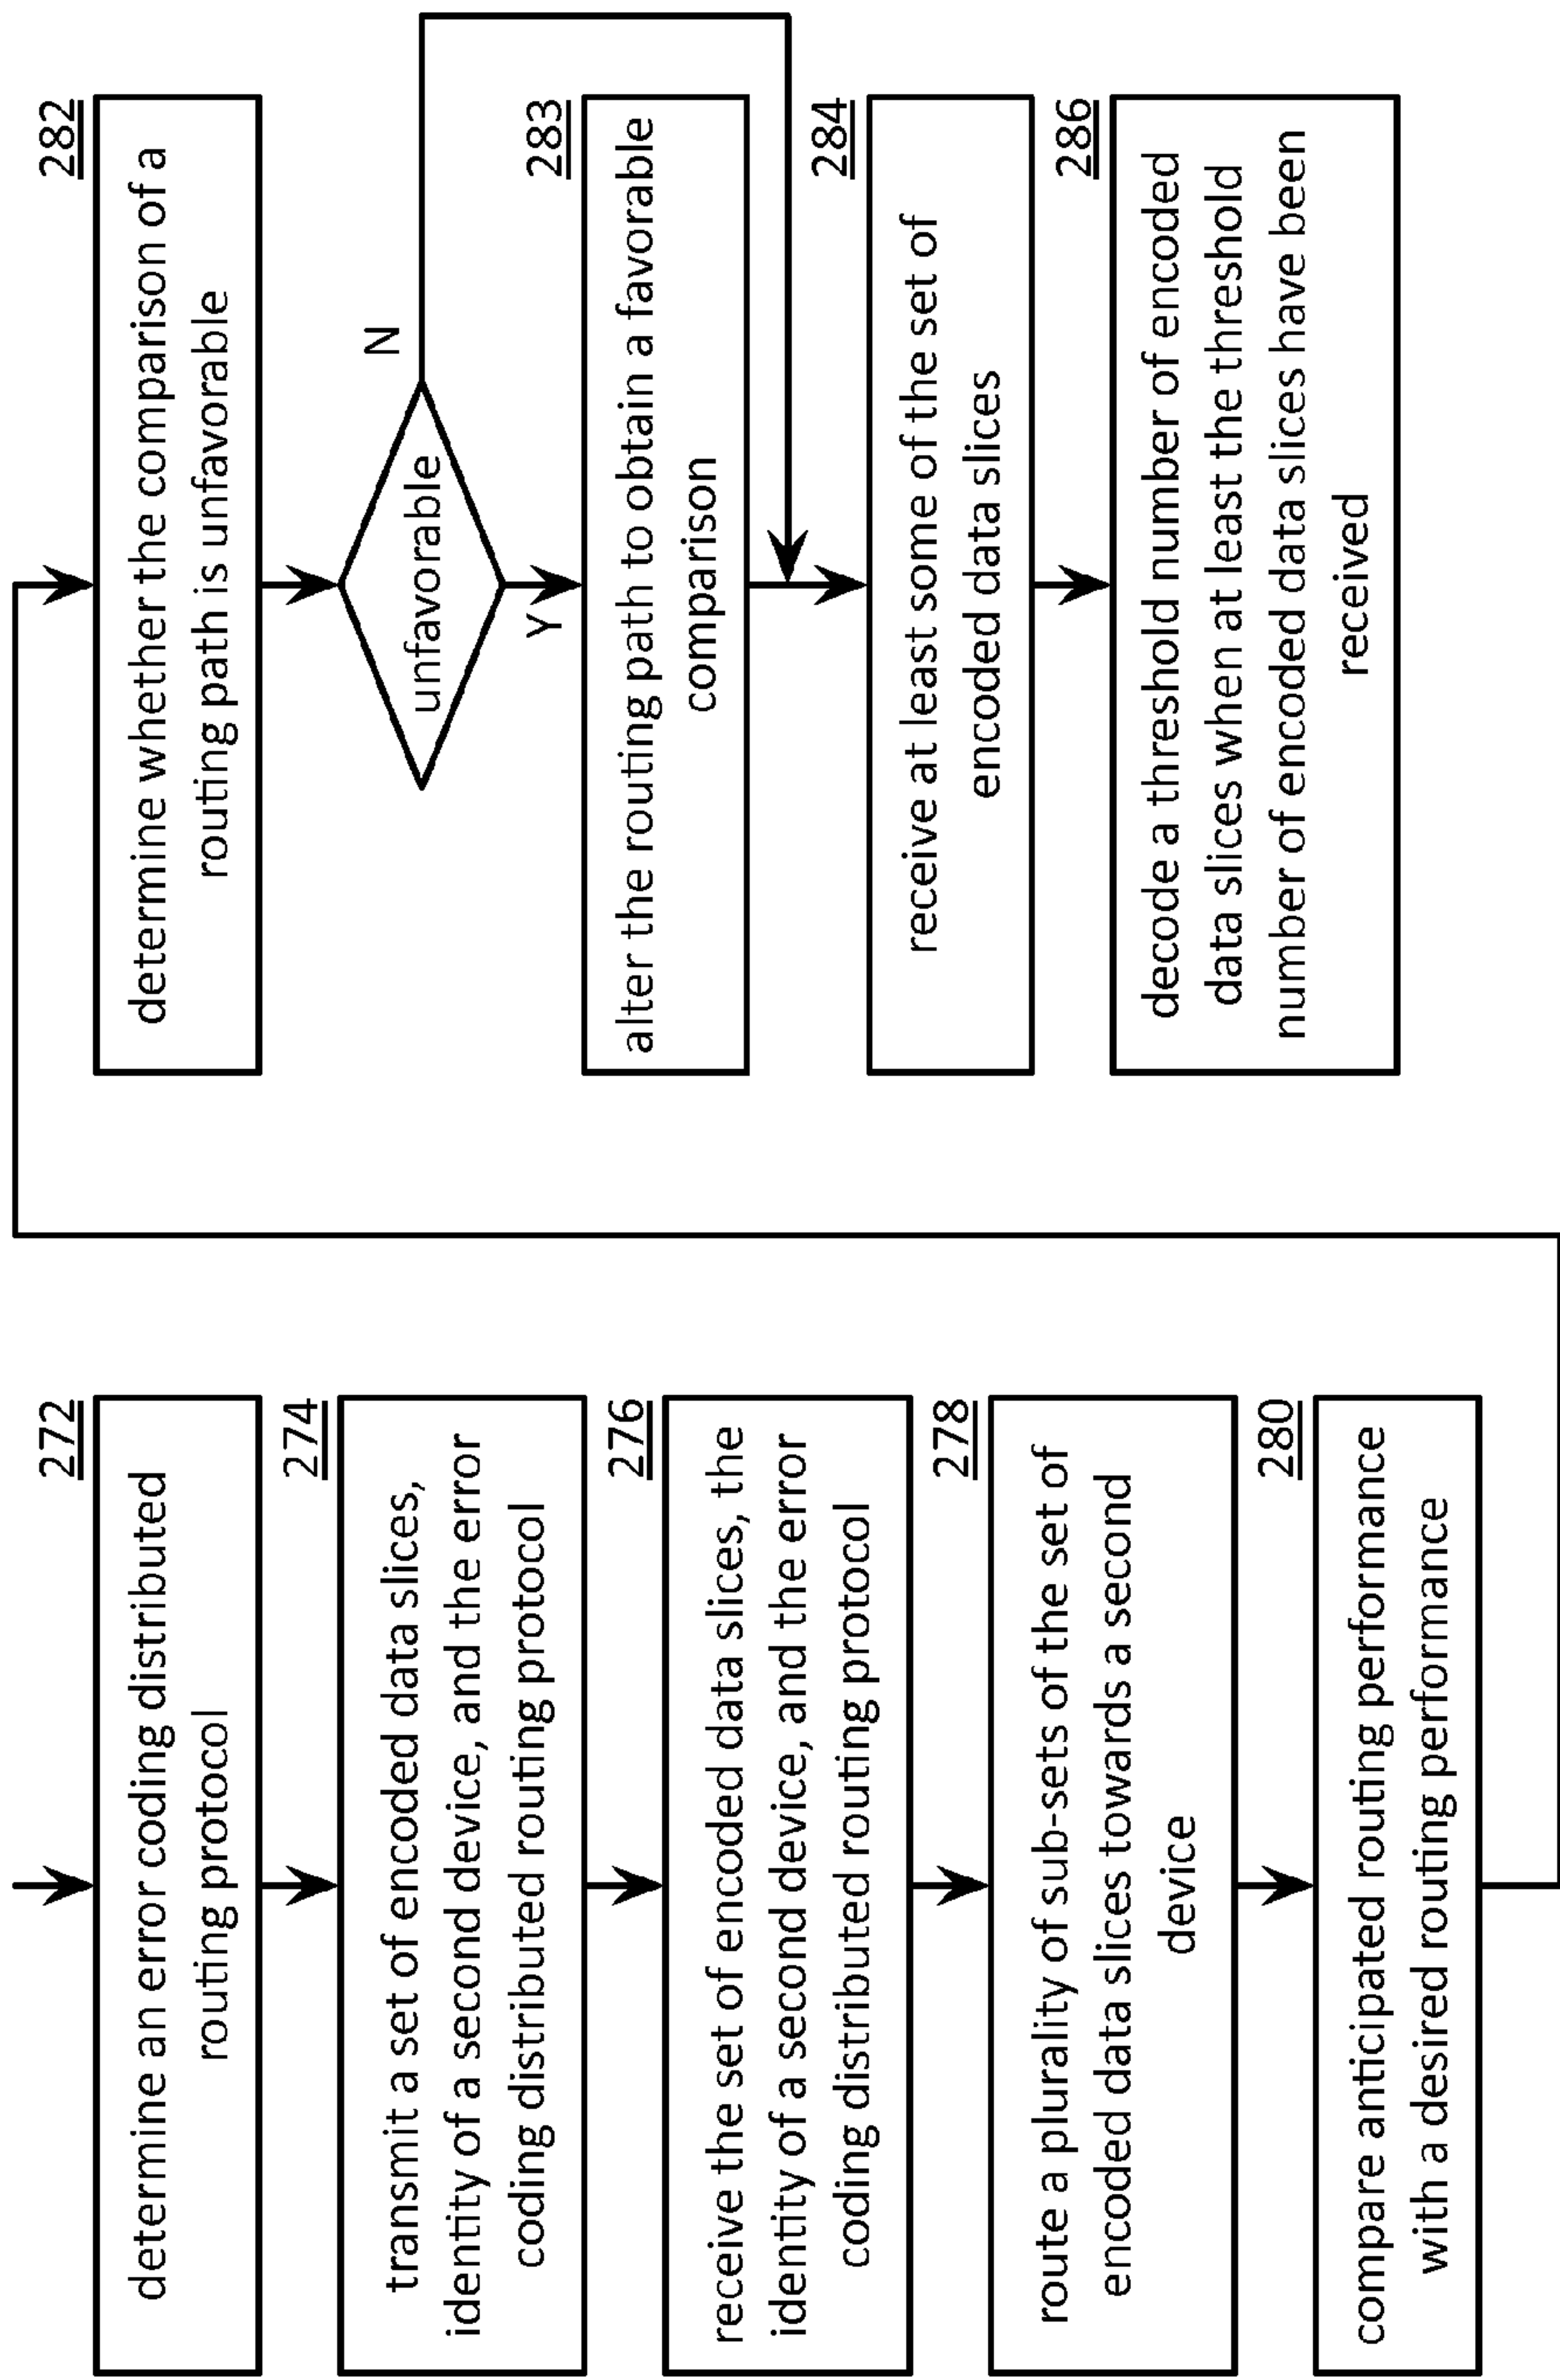 272
determine an error coding distributed
routing protocol
274
transmit a set of encoded data slices,
identity of a second device, and the error
coding distributed routing protocol
276
receive the set of encoded data slices, the
identity of a second device, and the error
coding distributed routing protocol
278
route a plurality of sub-sets of the set of
encoded data slices towards a second
device
280
compare anticipated routing performance
with a desired routing performance
282
determine whether the comparison of a
routing path is unfavorable
unfavorable
N
Y
283
alter the routing path to obtain a favorable
comparison
284
receive at least some of the set of
encoded data slices
286
decode a threshold number of encoded
data slices when at least the threshold
number of encoded data slices have been
received